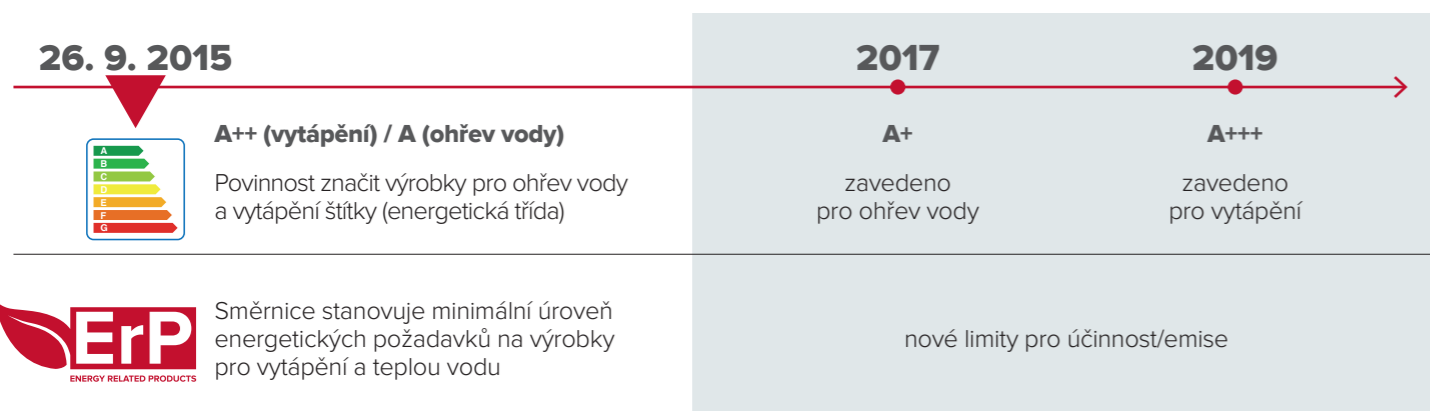 26. 9. 2015
2017
2019
A++ (vytápění) / A (ohřev vody)
Povinnost značit výrobky pro ohřev vody
a vytápění štítky (energetická třída)
A
B
C
D
E
F
G
A+
zavedeno
pro ohřev vody
A+++
zavedeno
pro vytápění
ErP
ENERGY RELATED PRODUCTS
Směrnice stanovuje minimální úroveň
energetických požadavků na výrobky
pro vytápění a teplou vodu
nové limity pro účinnost/emise